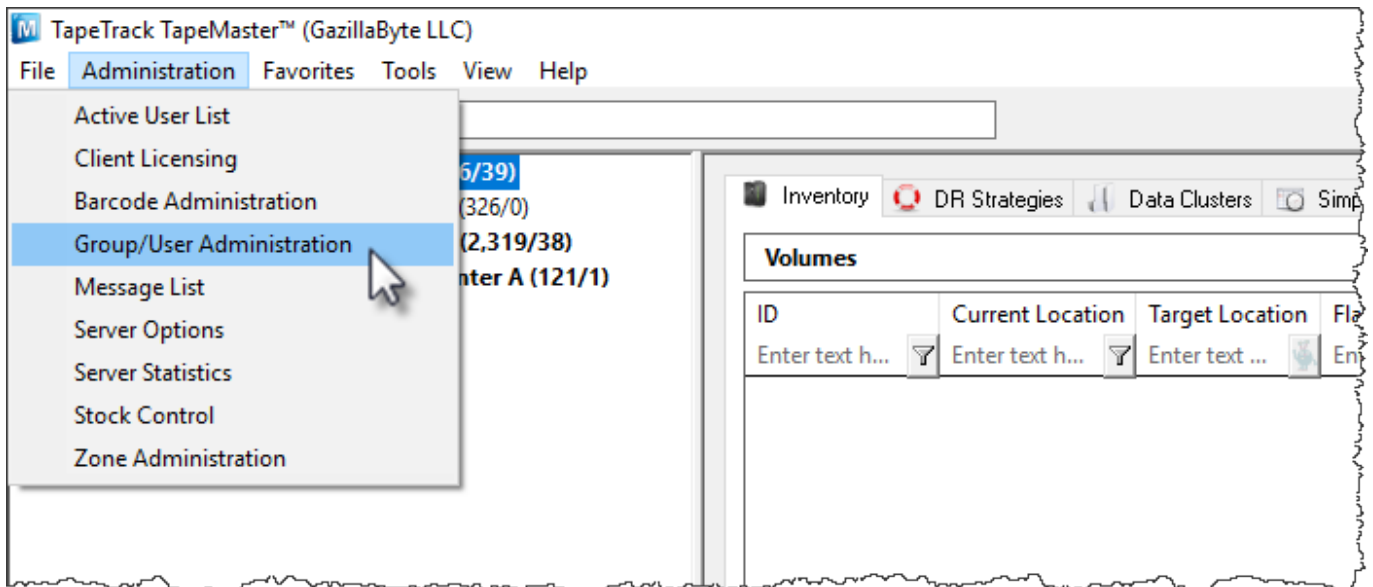 TapeTrack TapeMaster™ (GazillaByte LLC)
File Administration Favorites Tools View Help
Active User List
Client Licensing
Barcode Administration
Group/User Administration
Message List
Server Options
Server Statistics
Stock Control
Zone Administration
6/39)
(326/0)
(2,319/38)
nter A (121/1)
Inventory DR Strategies Data Clusters Simp
Volumes
ID Current Location Target Location Fla
Enter text h... Enter text h... Enter text ... En